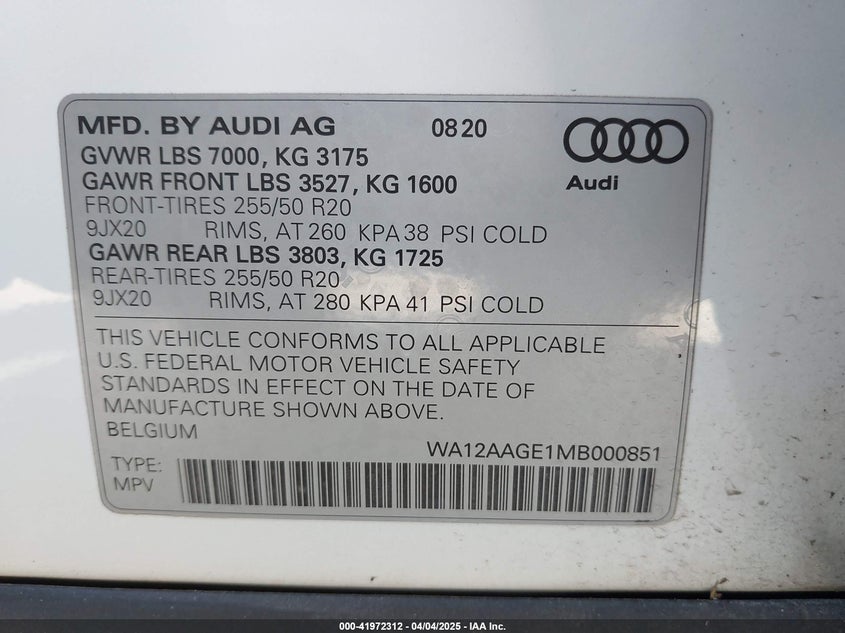 MFD. BY AUDI AG 08 20
GVWR LBS 7000, KG 3175
GAWR FRONT LBS 3527, KG 1600
Audi
FRONT-TIRES 255/50 R20
9JX20 RIMS, AT 260 KPA 38 PSI COLD
GAWR REAR LBS 3803, KG 1725
REAR-TIRES 255/50 R20
9JX20 RIMS, AT 280 KPA 41 PSI COLD
THIS VEHICLE CONFORMS TO ALL APPLICABLE
U.S. FEDERAL MOTOR VEHICLE SAFETY
STANDARDS IN EFFECT ON THE DATE OF
MANUFACTURE SHOWN ABOVE.
BELGIUM
WA12AAGE1MB000851
TYPE:
MPV
000-41972312 - 04/04/2025 - IAA Inc.